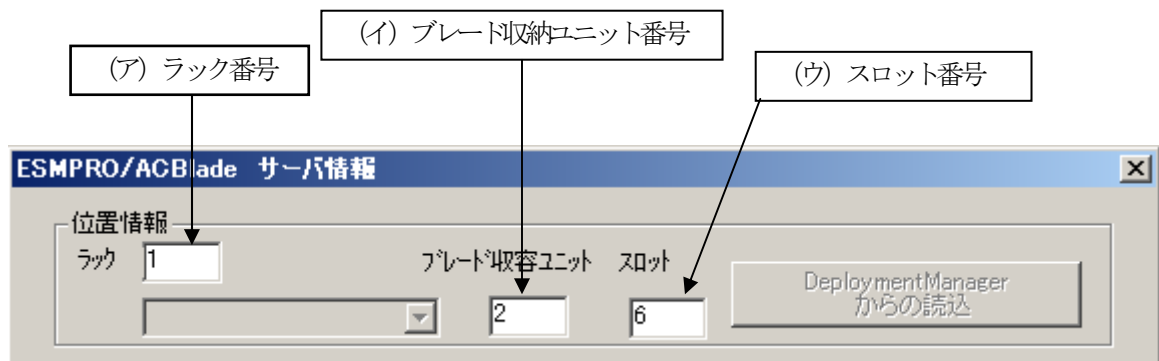 (イ) ブレード収納ユニット番号
(ア) ラック番号
(ウ) スロット番号
ESMPRO/ACBlade サーバ情報
位置情報
ラック 1
ブレード収容ユニット スロット
2 6
DeploymentManager
からの読込